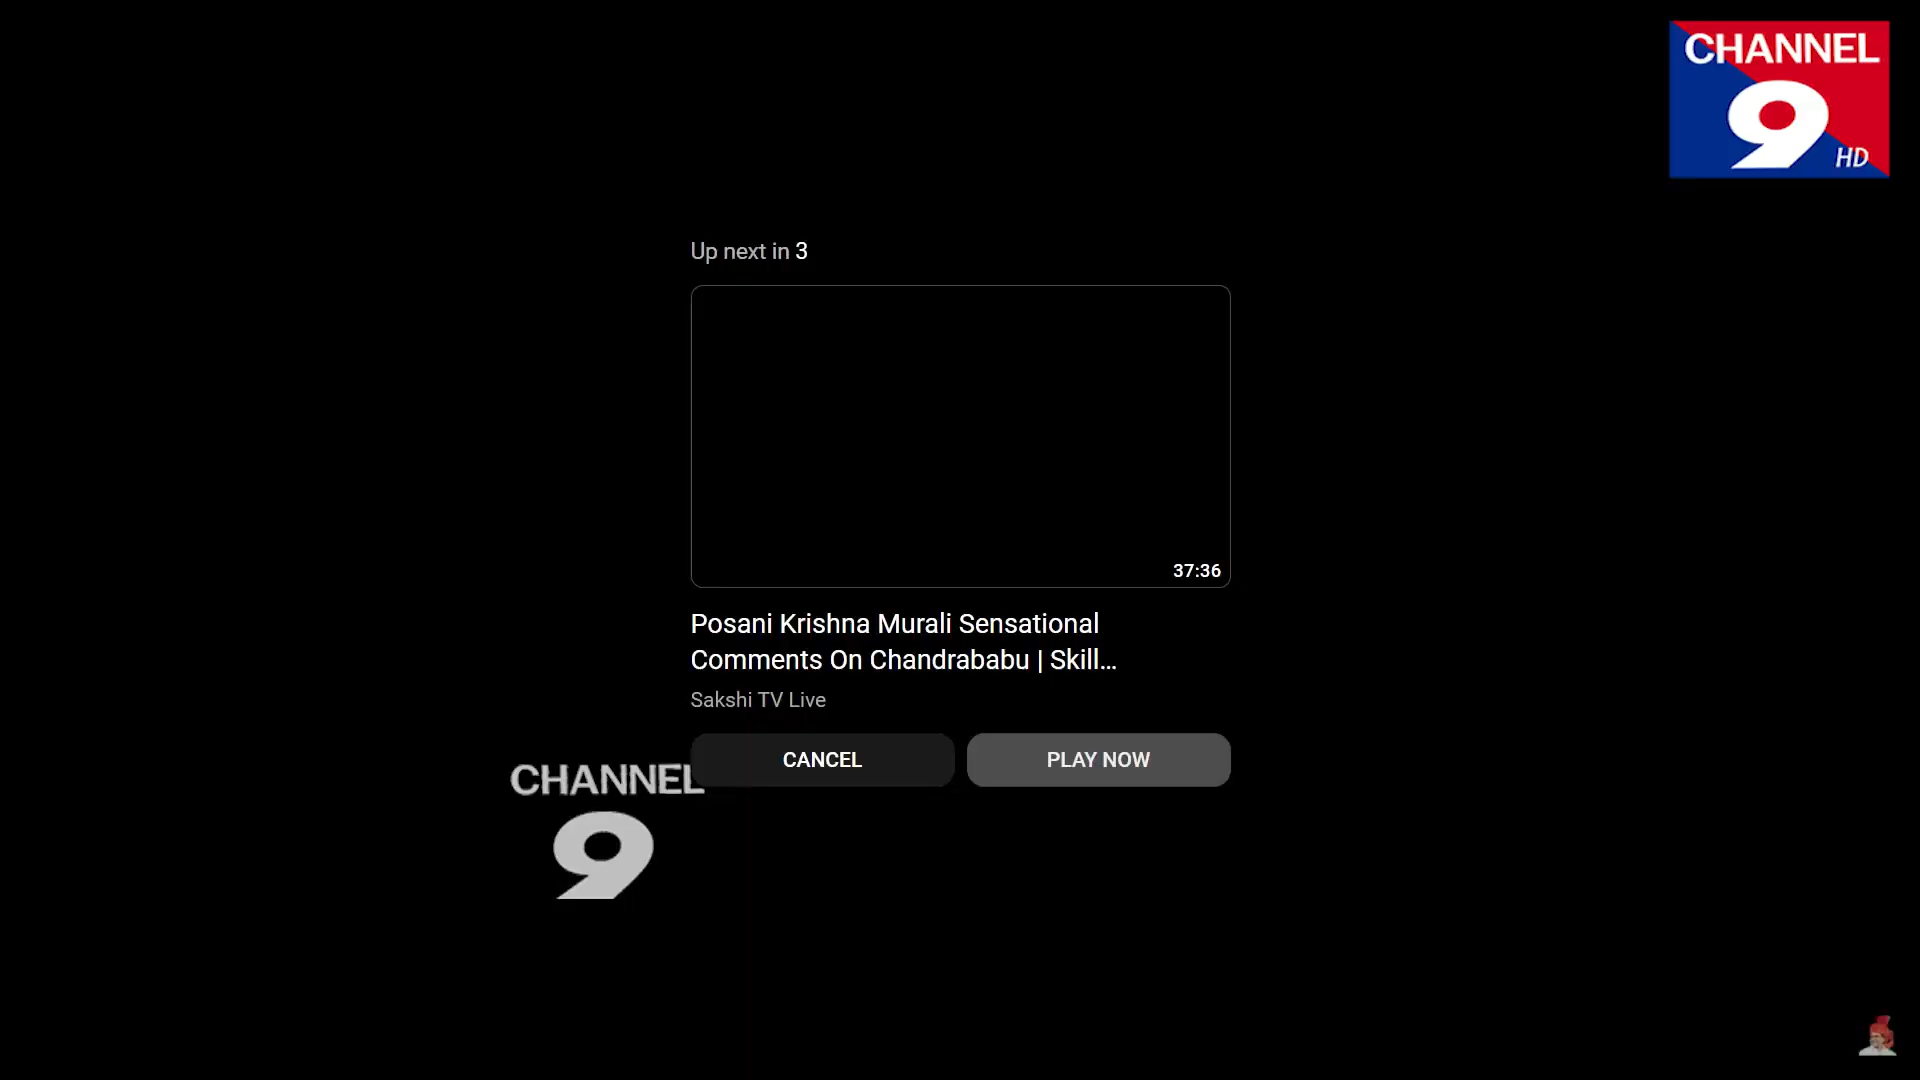 CHANNEL
9
HD
Up next in 3
37:36
Posani Krishna Murali Sensational
Comments On Chandrababu | Skill...
Sakshi TV Live
CANCEL
PLAY NOW
CHANNEL
9